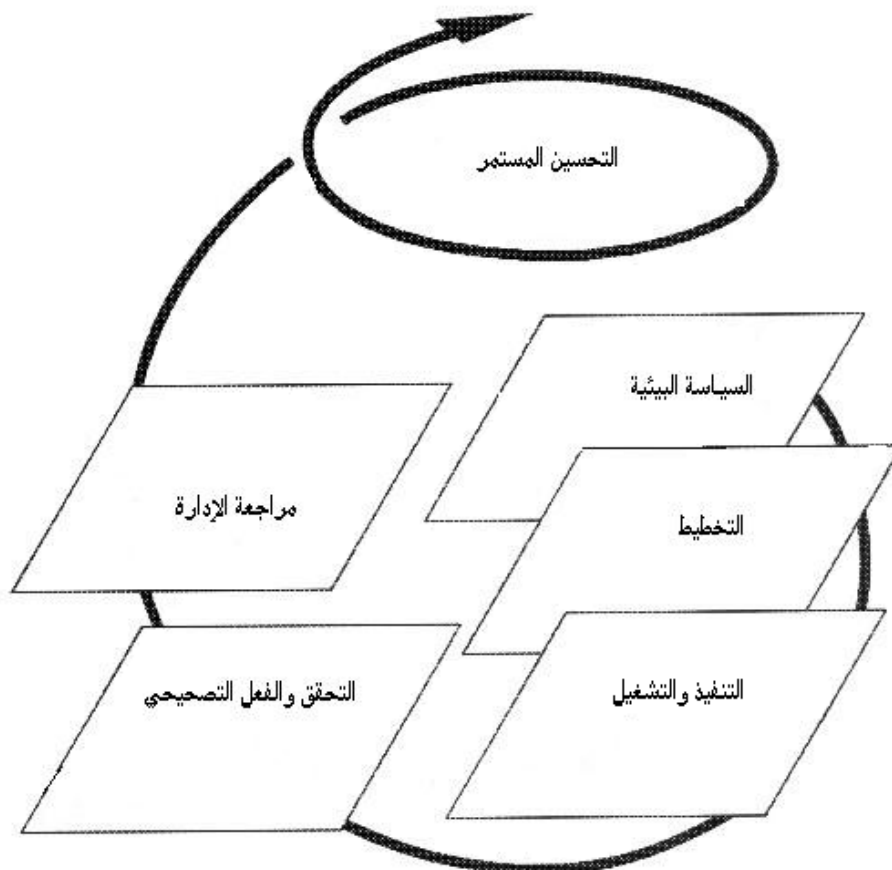 التحسين المستمر
السياسة البيئية
التخطيط
التنفيذ والتشغيل
التحقق والفعل التصحيحي
مراجعة الإدارة